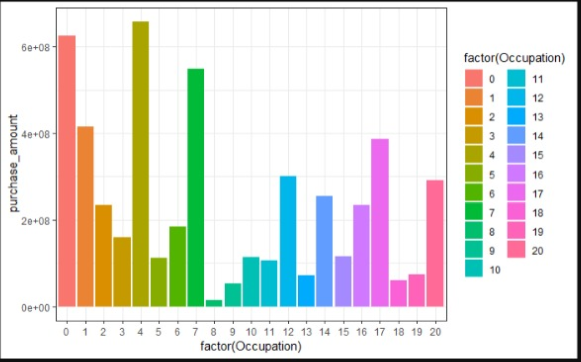 factor(Occupation)
6e+08
4e+08
2e+08
0e+00
purchase_amount
0 1 2 3 4 5 6 7 8 9 10 11 12 13 14 15 16 17 18 19 20
factor(Occupation)
0 11
1 12
2 13
3 14
4 15
5 16
6 17
7 18
8 19
9 20
10